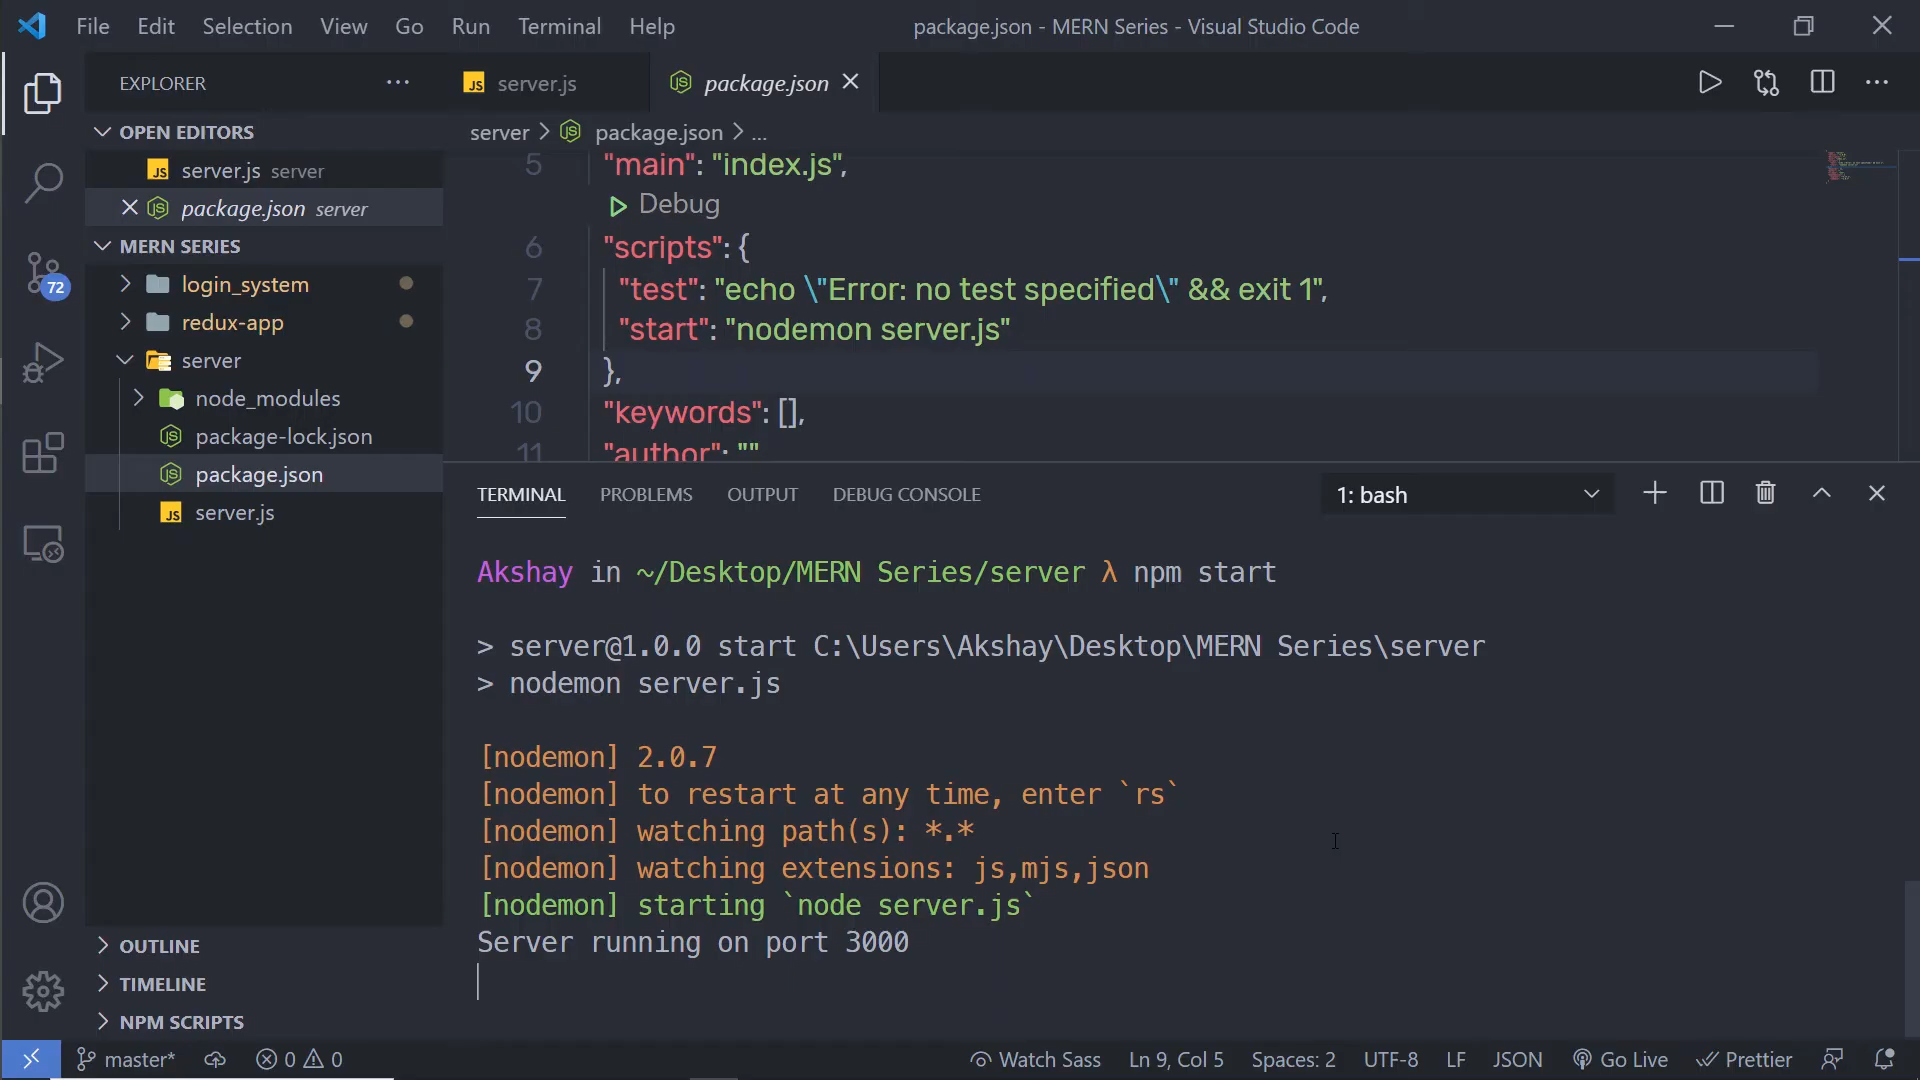 File Edit Selection View Go Run Terminal Help package.json - MERN Series - Visual Studio Code
EXPLORER
JS server.js
package.json
OPEN EDITORS
JS server.js server
package.json server
MERN SERIES
login_system
redux-app
server
node_modules
package-lock.json
package.json
JS server.js
72
OUTLINE
TIMELINE
NPM SCRIPTS
server > package.json > ...
5 "main": "index.js",
Debug
6 "scripts": {
7 "test": "echo \"Error: no test specified\" && exit 1",
8 "start": "nodemon server.js"
9 },
10 "keywords": [],
11 "author": ""
TERMINAL PROBLEMS OUTPUT DEBUG CONSOLE 1: bash
Akshay in ~/Desktop/MERN Series/server λ npm start
> server@1.0.0 start C:\Users\Akshay\Desktop\MERN Series\server
> nodemon server.js
[nodemon] 2.0.7
[nodemon] to restart at any time, enter `rs`
[nodemon] watching path(s): *.*
[nodemon] watching extensions: js,mjs,json
[nodemon] starting `node server.js`
Server running on port 3000
master* 0 0 Watch Sass Ln 9, Col 5 Spaces: 2 UTF-8 LF JSON Go Live Prettier